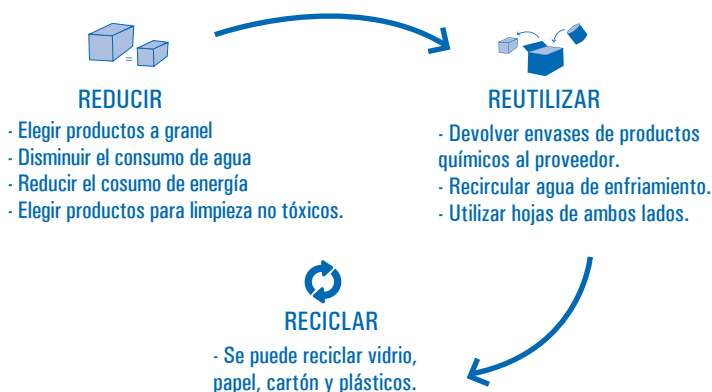 REDUCIR
- Elegir productos a granel
- Disminuir el consumo de agua
- Reducir el cosumo de energía
- Elegir productos para limpieza no tóxicos.
REUTILIZAR
- Devolver envases de productos
químicos al proveedor.
- Recircular agua de enfriamiento.
- Utilizar hojas de ambos lados.
RECICLAR
- Se puede reciclar vidrio,
papel, cartón y plásticos.